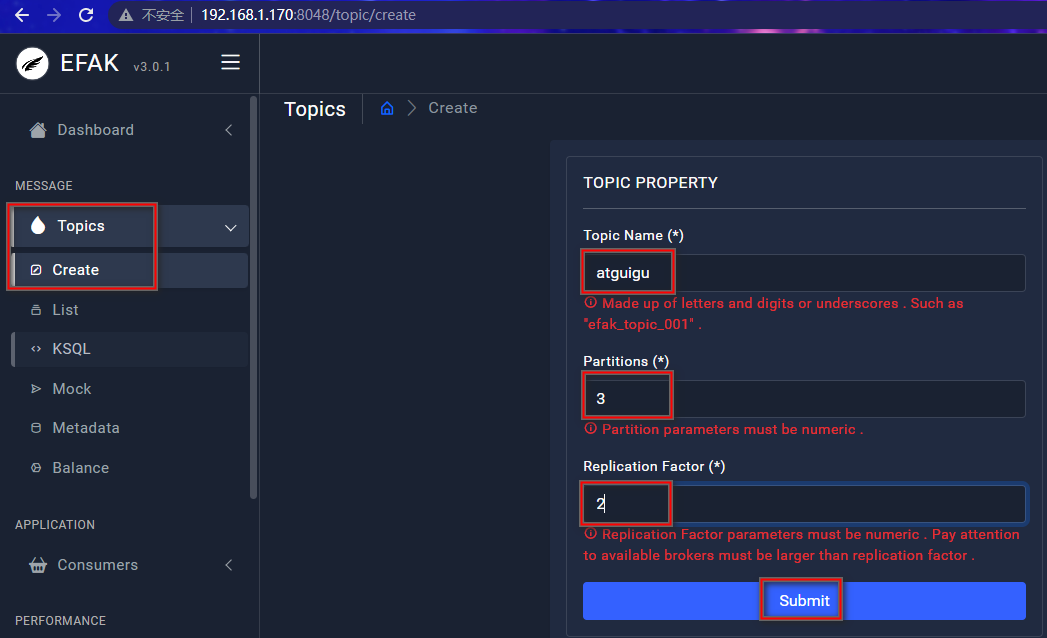 不安全 192.168.1.170:8048/topic/create
EFAK v3.0.1
Topics Create
Dashboard
MESSAGE
Topics
Create
List
KSQL
Mock
Metadata
Balance
APPLICATION
Consumers
PERFORMANCE
TOPIC PROPERTY
Topic Name (*)
atguigu
Made up of letters and digits or underscores . Such as
"efak_topic_001" .
Partitions (*)
3
Partition parameters must be numeric .
Replication Factor (*)
2
Replication Factor parameters must be numeric . Pay attention
to available brokers must be larger than replication factor .
Submit